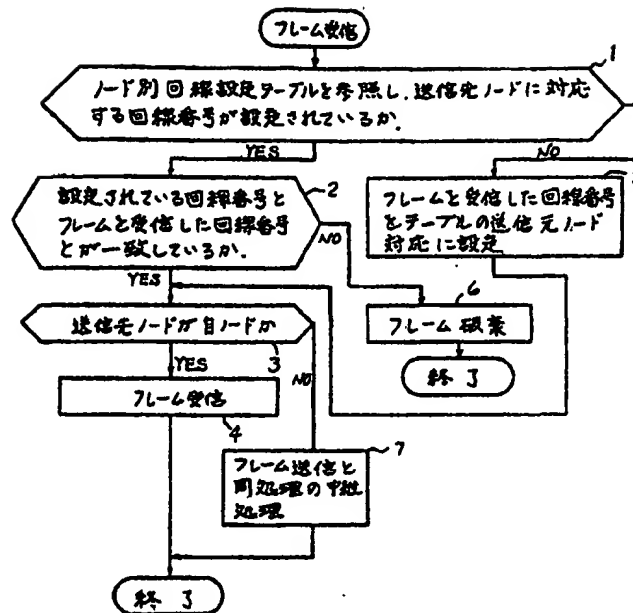 フレーム受信
1
ノード別回線設定テーブルを参照し、送信先ノードに対応
する回線番号が設定されているか.
YES
NO
2
設定されている回線番号と
フレームを受信した回線番号
とが一致しているか.
NO
YES
フレームを受信した回線番号
をテーブルの送信元ノード
対応に設定
6
フレーム破棄
終了
送信先ノードが自ノードか
3
YES
NO
フレーム受信
4
7
フレーム送信と
同処理の中継
処理
終了